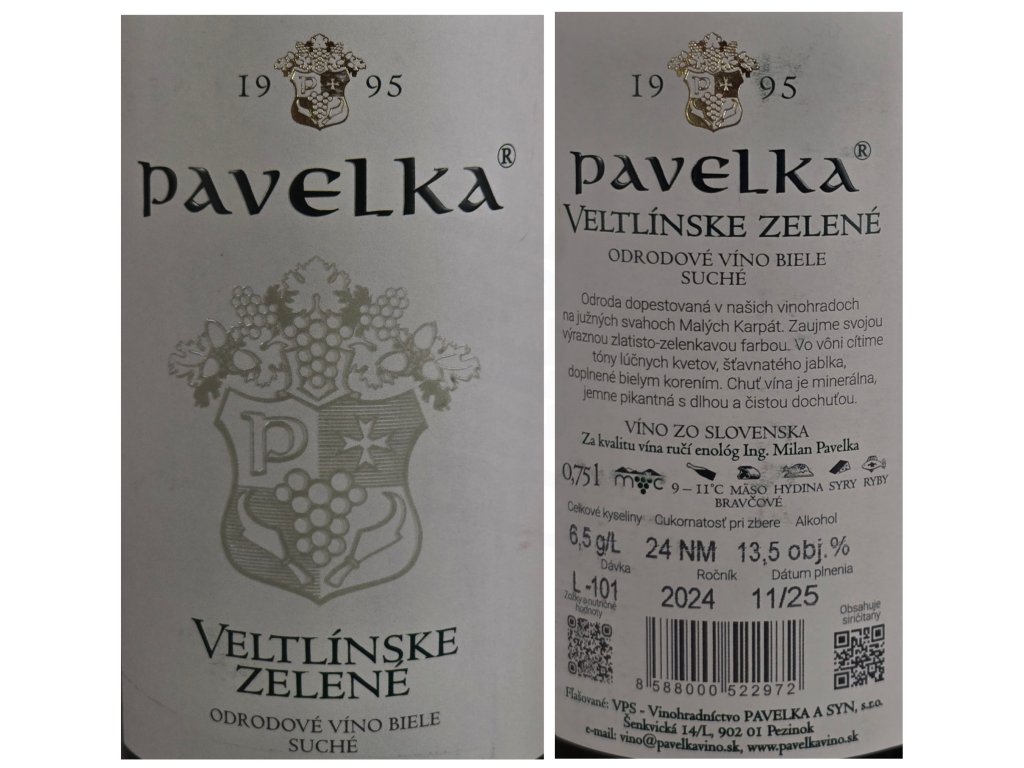 19 95
P
PAVELKA®
P
VELTLÍNSKE
ZELENÉ
ODRODOVÉ VÍNO BIELE
SUCHÉ
19 95
P
PAVELKA®
VELTLÍNSKE ZELENÉ
ODRODOVÉ VÍNO BIELE
SUCHÉ
Odroda dopestovaná v našich vinohradoch
na južných svahoch Malých Karpát. Zaujme svojou
výraznou zlatisto-zelenkavou farbou. Vo vôni cítime
tóny lúčnych kvetov, šťavnatého jablka,
doplnené bielym korením. Chuť vína je minerálna,
jemne pikantná s dlhou a čistou dochuťou.
VÍNO ZO SLOVENSKA
Za kvalitu vína ručí enológ Ing. Milan Pavelka
0,75 l mvc 9 – 11°C MÄSO HYDINA SYRY RYBY
BRAVČOVÉ
Celkové kyseliny Cukornatosť pri zbere Alkohol
6,5 g/L 24 NM 13,5 obj.%
Dávka Ročník Dátum plnenia
L -101 2024 11/25
Zložky a nutričné
hodnoty
Obsahuje
siričitany
8 588000 522972
Fľašované: VPS - Vinohradníctvo PAVELKA A SYN, s.r.o.
Šenkvická 14/L, 902 01 Pezinok
e-mail: vino@pavelkavino.sk, www.pavelkavino.sk